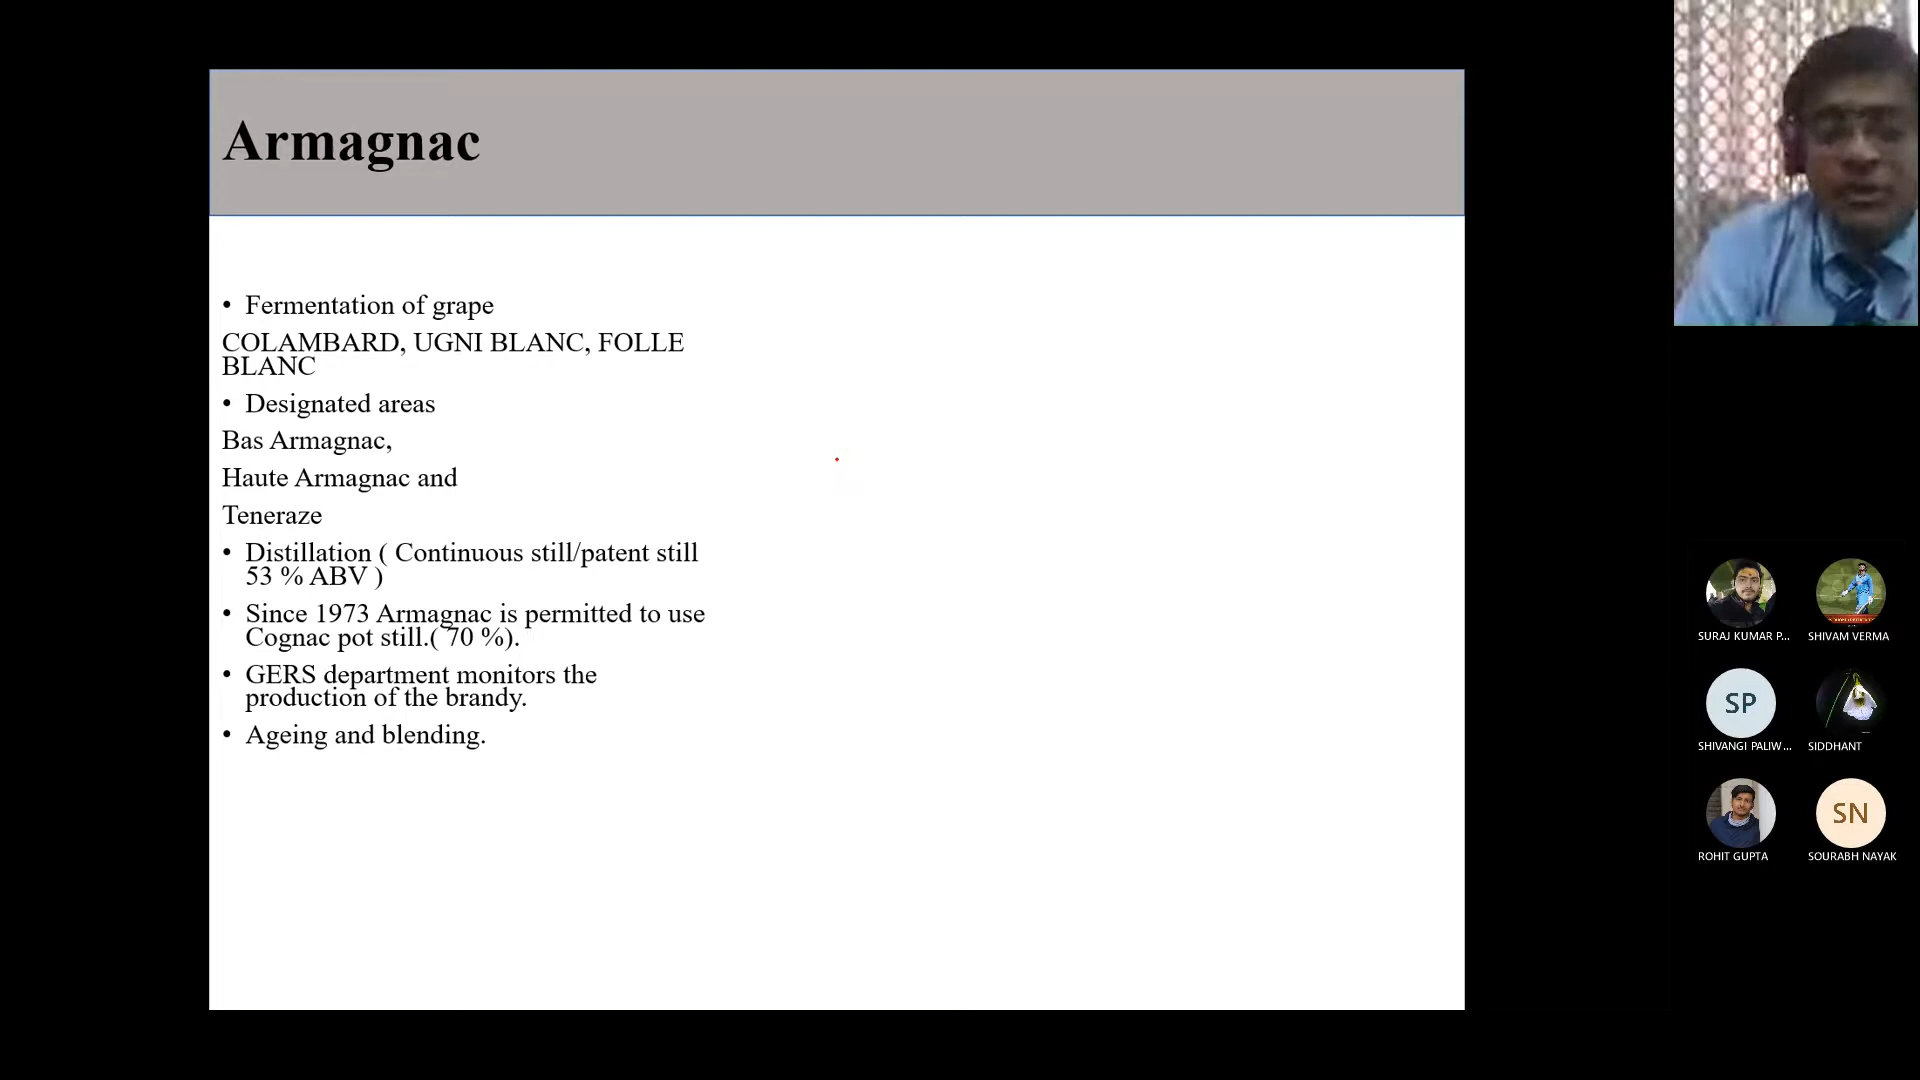 Armagnac
• Fermentation of grape
COLAMBARD, UGNI BLANC, FOLLE
BLANC
• Designated areas
Bas Armagnac,
Haute Armagnac and
Teneraze
• Distillation ( Continuous still/patent still
53 % ABV )
• Since 1973 Armagnac is permitted to use
Cognac pot still.( 70 %).
• GERS department monitors the
production of the brandy.
• Ageing and blending.
SURAJ KUMAR P...
SHIVAM VERMA
SP
SHIVANGI PALIW...
SIDDHANT
ROHIT GUPTA
SN
SOURABH NAYAK